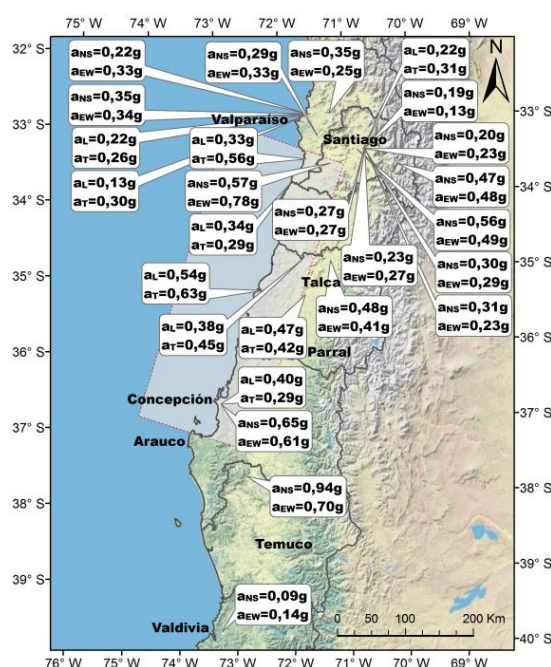 75° W 74° W 73° W 72° W 71° W 70° W 69° W
32° S
33° S
34° S
35° S
36° S
37° S
38° S
39° S
N
aNS=0,22g
aEW=0,33g
aNS=0,29g
aEW=0,33g
aNS=0,35g
aEW=0,25g
aL=0,22g
aT=0,31g
aNS=0,35g
aEW=0,34g
aNS=0,19g
aEW=0,13g
Valparaíso
Santiago
aL=0,22g
aT=0,26g
aL=0,33g
aT=0,56g
aNS=0,20g
aEW=0,23g
aL=0,13g
aT=0,30g
aNS=0,57g
aEW=0,78g
aNS=0,47g
aEW=0,48g
aL=0,34g
aT=0,29g
aNS=0,27g
aEW=0,27g
aNS=0,56g
aEW=0,49g
aNS=0,23g
aEW=0,27g
aNS=0,30g
aEW=0,29g
aL=0,54g
aT=0,63g
Talca
aNS=0,48g
aEW=0,41g
aNS=0,31g
aEW=0,23g
aL=0,38g
aT=0,45g
aL=0,47g
aT=0,42g
Parral
aL=0,40g
aT=0,29g
Concepción
aNS=0,65g
aEW=0,61g
Arauco
aNS=0,94g
aEW=0,70g
Temuco
aNS=0,09g
aEW=0,14g
Valdivia
0 50 100 200 Km
33° S
34° S
35° S
36° S
37° S
38° S
39° S
40° S
76° W 75° W 74° W 73° W 72° W 71° W 70° W 69° W